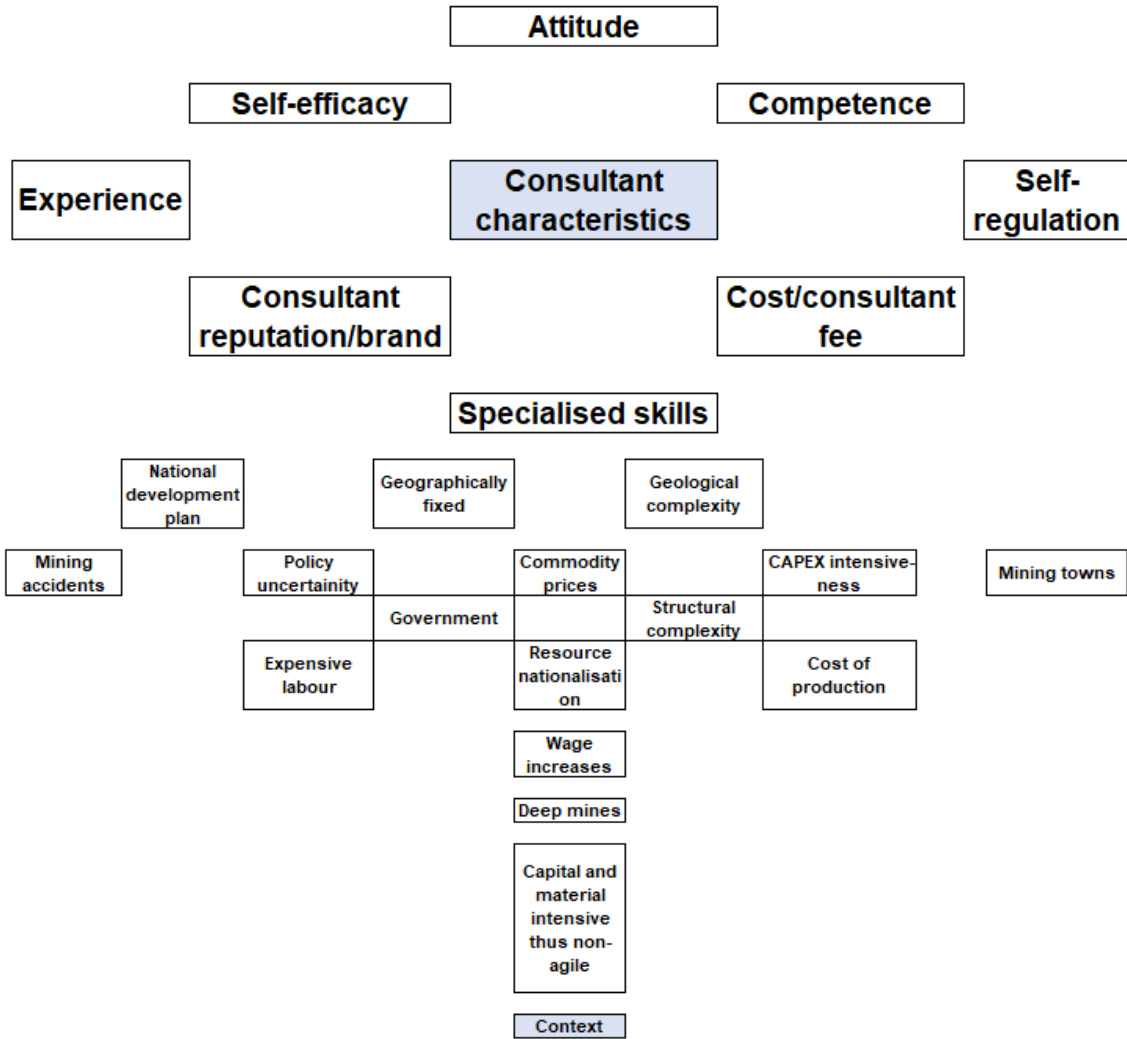 Attitude
Self-efficacy
Competence
Experience
Consultant
characteristics
Self-
regulation
Consultant
reputation/brand
Cost/consultant
fee
Specialised skills
National
development
plan
Geographically
fixed
Geological
complexity
Mining
accidents
Policy
uncertainity
Commodity
prices
CAPEX intensive-
ness
Mining towns
Government
Structural
complexity
Expensive
labour
Resource
nationalisati
on
Cost of
production
Wage
increases
Deep mines
Capital and
material
intensive
thus non-
agile
Context